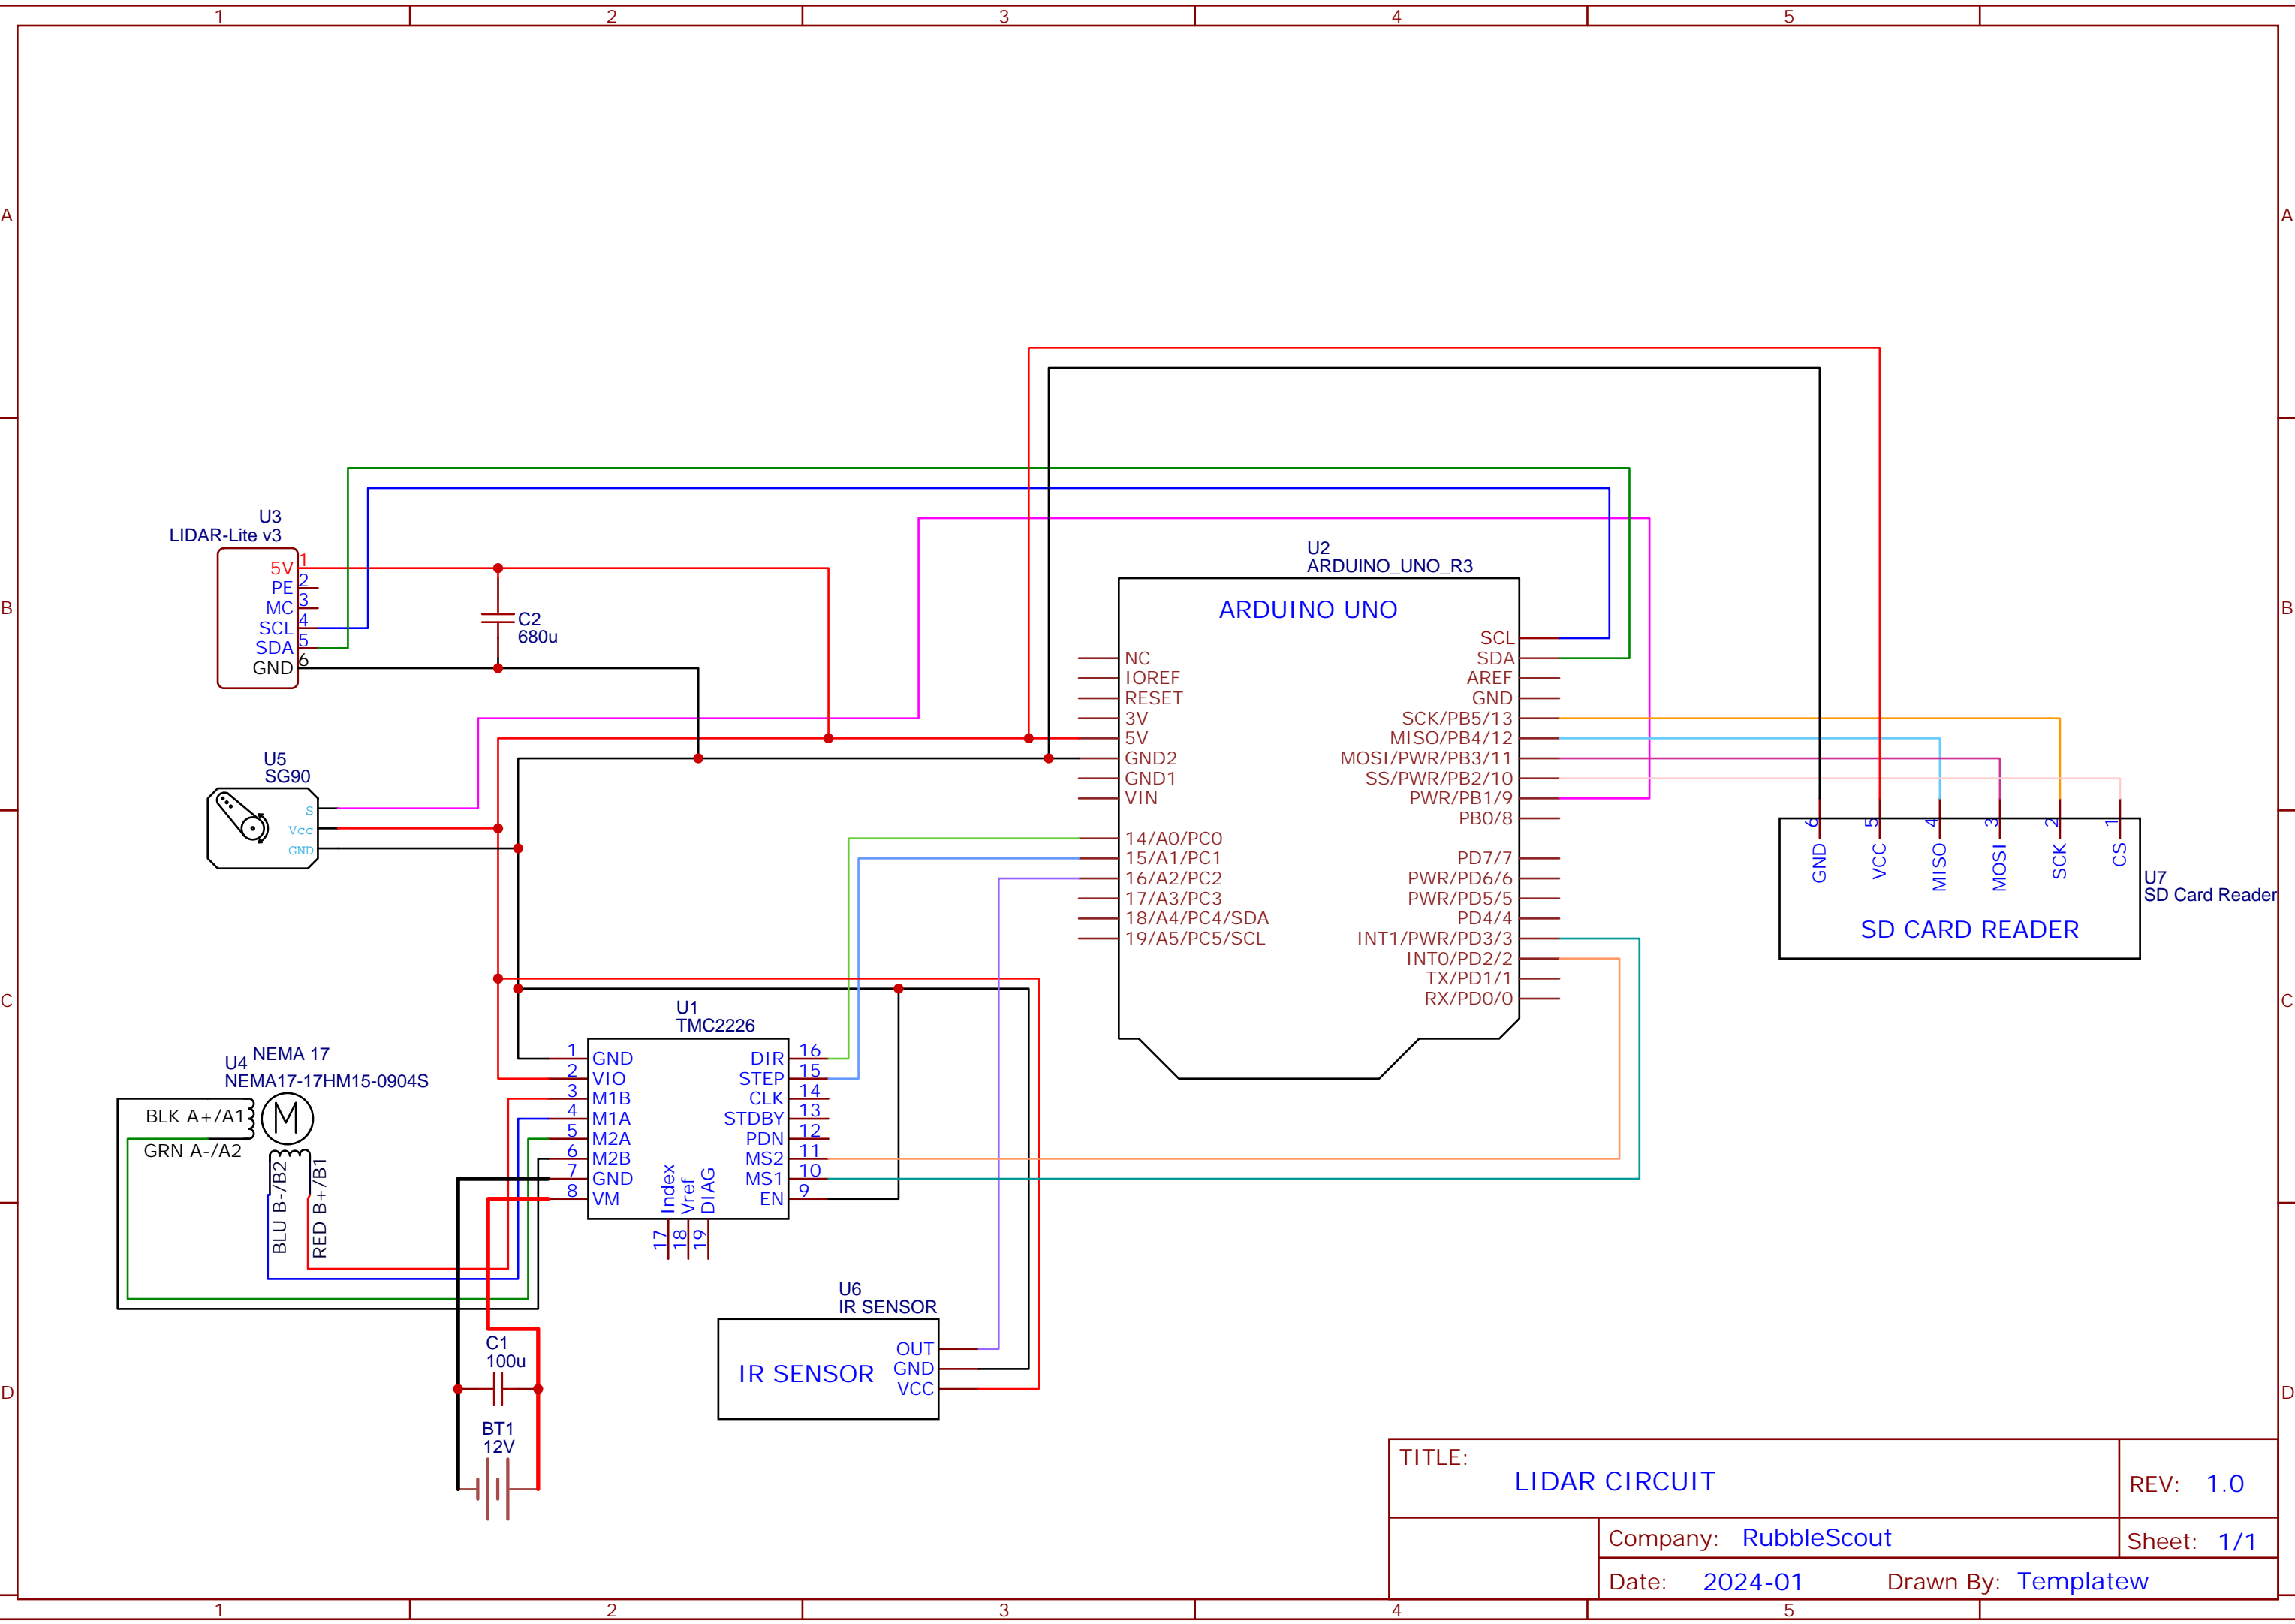 1 2 3 4 5
A A
B B
C C
D D
U3
LIDAR-Lite v3
5V 1
PE 2
MC 3
SCL 4
SDA 5
GND 6
C2
680u
U5
SG90
S
Vcc
GND
U2
ARDUINO_UNO_R3
ARDUINO UNO
NC
IOREF
RESET
3V
5V
GND2
GND1
VIN
14/A0/PC0
15/A1/PC1
16/A2/PC2
17/A3/PC3
18/A4/PC4/SDA
19/A5/PC5/SCL
SCL
SDA
AREF
GND
SCK/PB5/13
MISO/PB4/12
MOSI/PWR/PB3/11
SS/PWR/PB2/10
PWR/PB1/9
PB0/8
PD7/7
PWR/PD6/6
PWR/PD5/5
PD4/4
INT1/PWR/PD3/3
INT0/PD2/2
TX/PD1/1
RX/PD0/0
6 5 4 3 2 1
GND VCC MISO MOSI SCK CS
SD CARD READER
U7
SD Card Reader
U1
TMC2226
1 GND
2 VIO
3 M1B
4 M1A
5 M2A
6 M2B
7 GND
8 VM
DIR 16
STEP 15
CLK 14
STDBY 13
PDN 12
MS2 11
MS1 10
EN 9
Index Vref DIAG
17 18 19
NEMA 17
U4
NEMA17-17HM15-0904S
M
BLK A+/A1
GRN A-/A2
BLU B-/B2
RED B+/B1
C1
100u
BT1
12V
U6
IR SENSOR
IR SENSOR
OUT
GND
VCC
TITLE:
LIDAR CIRCUIT
REV: 1.0
Company: RubbleScout
Sheet: 1/1
Date: 2024-01
Drawn By: Templatew
1 2 3 4 5